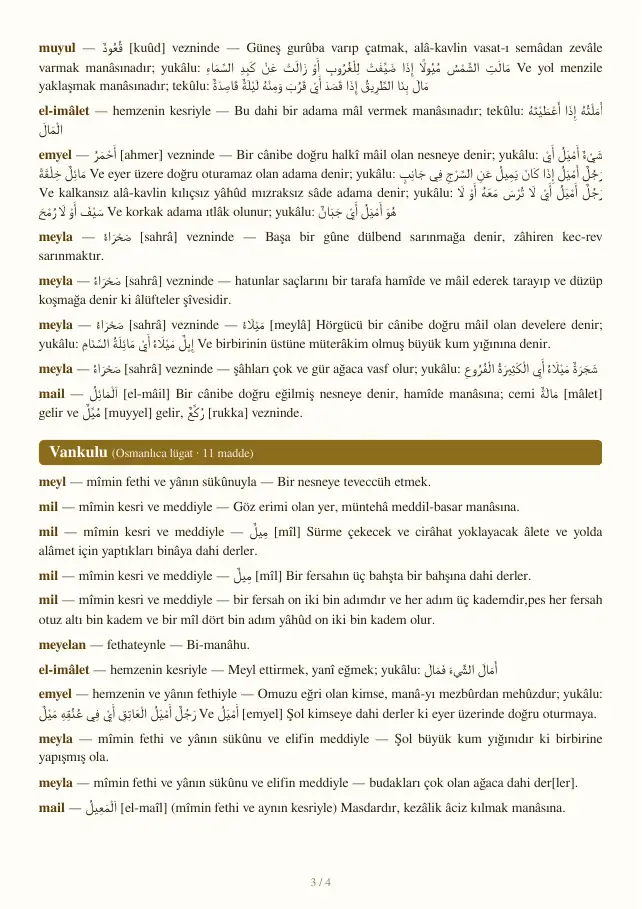 muyul — قُعُودٌ [kuûd] vezninde — Güneş gurûba varıp çatmak, alâ-kavlin vasat-ı semâdan zevâle
varmak manâsınadır; yukâlu: مَالَتِ الشَّمْسُ مُيُولًا إِذَا ضَيَّفَتْ لِلْغُرُوبِ أَوْ زَالَتْ عَنْ كَبِدِ السَّمَاءِ Ve yol menzile
yaklaşmak manâsınadır; tekûlu: مَالَ بِنَا الطَّرِيقُ إِذَا قَصَدَ أَيْ قَرُبَ وَمِنْهُ لَيْلَةٌ قَاصِدَةٌ
el-imâlet — hemzenin kesriyle — Bu dahi bir adama mâl vermek manâsınadır; tekûlu: أَمَلْتُهُ إِذَا أَعْطَيْتَهُ
الْمَالَ
emyel — أَحْمَرُ [ahmer] vezninde — Bir cânibe doğru halkî mâil olan nesneye denir; yukâlu: شَيْءٌ أَمْيَلُ أَيْ
مَائِلٌ خِلْقَةً Ve eyer üzere doğru oturamaz olan adama denir; yukâlu: رَجُلٌ أَمْيَلُ إِذَا كَانَ يَمِيلُ عَنِ السَّرْجِ فِي جَانِبٍ
Ve kalkansız alâ-kavlin kılıçsız yâhûd mızraksız sâde adama denir; yukâlu: رَجُلٌ أَمْيَلُ أَيْ لَا تُرْسَ مَعَهُ أَوْ لَا
سَيْفَ أَوْ لَا رُمْحَ Ve korkak adama ıtlâk olunur; yukâlu: هُوَ أَمْيَلُ أَيْ جَبَانٌ
meyla — صَحْرَاءُ [sahrâ] vezninde — Başa bir gûne dülbend sarınmağa denir, zâhiren kec-rev
sarınmaktır.
meyla — صَحْرَاءُ [sahrâ] vezninde — hatunlar saçlarını bir tarafa hamîde ve mâil ederek tarayıp ve düzüp
koşmağa denir ki âlüfteler şîvesidir.
meyla — صَحْرَاءُ [sahrâ] vezninde — مَيْلَاءُ [meylâ] Hörgücü bir cânibe doğru mâil olan develere denir;
yukâlu: إِبِلٌ مَيْلَاءُ أَيْ مَائِلَةُ السَّنَامِ Ve birbirinin üstüne müterâkim olmuş büyük kum yığınına denir.
meyla — صَحْرَاءُ [sahrâ] vezninde — şâhları çok ve gür ağaca vasf olur; yukâlu: شَجَرَةٌ مَيْلَاءُ أَيِ الْكَثِيرَةُ الْفُرُوعِ
mail — اَلْمَائِلُ [el-mâil] Bir cânibe doğru eğilmiş nesneye denir, hamîde manâsına; cemi مَالَةٌ [mâlet]
gelir ve مُيَّلٌ [muyyel] gelir, رُكَّعٌ [rukka] vezninde.
Vankulu (Osmanlıca lügat · 11 madde)
meyl — mîmin fethi ve yânın sükûnuyla — Bir nesneye teveccüh etmek.
mil — mîmin kesri ve meddiyle — Göz erimi olan yer, müntehâ meddil-basar manâsına.
mil — mîmin kesri ve meddiyle — مِيلٌ [mîl] Sürme çekecek ve cirâhat yoklayacak âlete ve yolda
alâmet için yaptıkları binâya dahi derler.
mil — mîmin kesri ve meddiyle — مِيلٌ [mîl] Bir fersahın üç bahşta bir bahşına dahi derler.
mil — mîmin kesri ve meddiyle — bir fersah on iki bin adımdır ve her adım üç kademdir,pes her fersah
otuz altı bin kadem ve bir mîl dört bin adım yâhûd on iki bin kadem olur.
meyelan — fethateynle — Bi-manâhu.
el-imâlet — hemzenin kesriyle — Meyl ettirmek, yanî eğmek; yukâlu: أَمَالَ الشَّيءَ فَمَالَ
emyel — hemzenin ve yânın fethiyle — Omuzu eğri olan kimse, manâ-yı mezbûrdan mehûzdur; yukâlu:
رَجُلٌ أَمْيَلُ الْعَاتِقِ أَيْ فِي عُنُقِهِ مَيْلٌ Ve أَمْيَلُ [emyel] Şol kimseye dahi derler ki eyer üzerinde doğru oturmaya.
meyla — mîmin fethi ve yânın sükûnu ve elifin meddiyle — Şol büyük kum yığınıdır ki birbirine
yapışmış ola.
meyla — mîmin fethi ve yânın sükûnu ve elifin meddiyle — budakları çok olan ağaca dahi der[ler].
mail — اَلْمَعِيلُ [el-maîl] (mîmin fethi ve aynın kesriyle) Masdardır, kezâlik âciz kılmak manâsına.
3 / 4